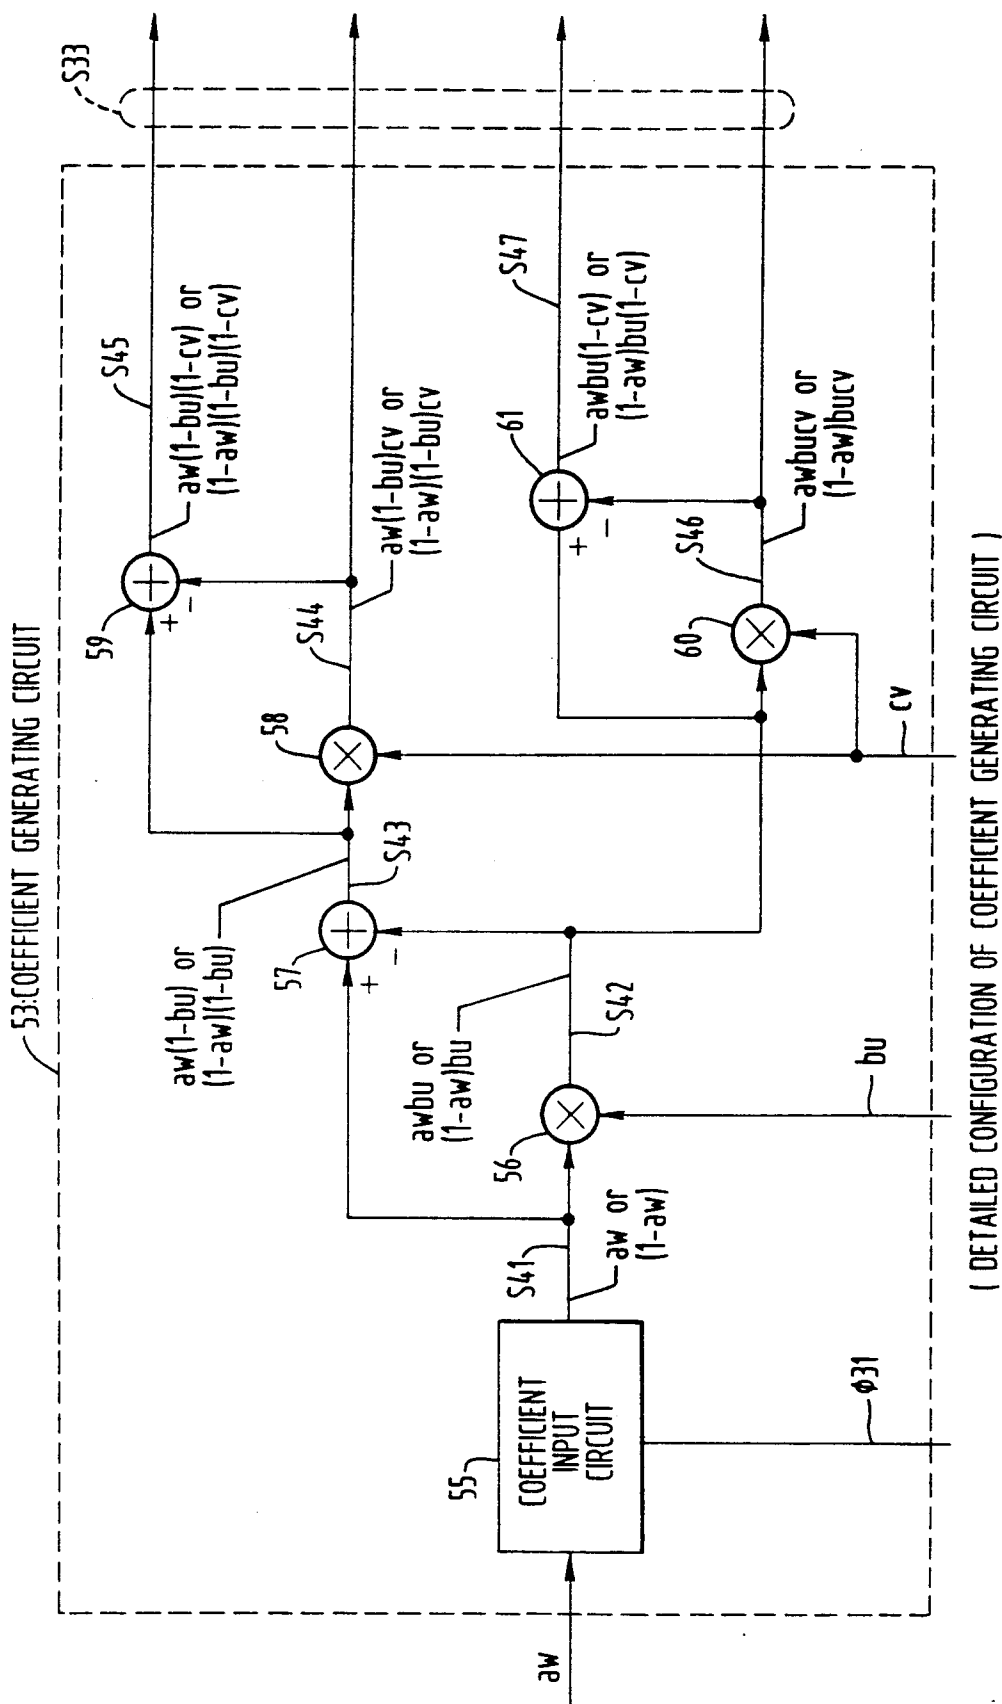 53:COEFFICIENT GENERATING CIRCUIT
S33
S45
aw(1-bu)(1-cv) or
(1-aw)(1-bu)(1-cv)
59
+
-
S44
aw(1-bu)cv or
(1-aw)(1-bu)cv
58
S43
aw(1-bu) or
(1-aw)(1-bu)
57
+
-
S47
awbu(1-cv) or
(1-aw)bu(1-cv)
61
+
-
S46
awbucv or
(1-aw)bucv
60
cv
S42
awbu or
(1-aw)bu
56
bu
S41
aw or
(1-aw)
55
COEFFICIENT
INPUT
CIRCUIT
φ31
aw
( DETAILED CONFIGURATION OF COEFFICIENT GENERATING CIRCUIT )